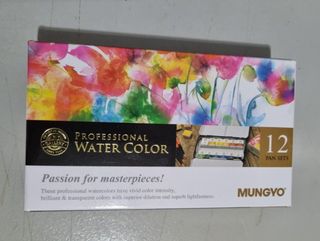 PROFESSIONAL
WATER COLOR
12
PAN SETS
Passion for masterpieces!
These professional watercolors have vivid color intensity,
brilliant & transparent colors with superior dilution and superb lightfastness.
MUNGYO